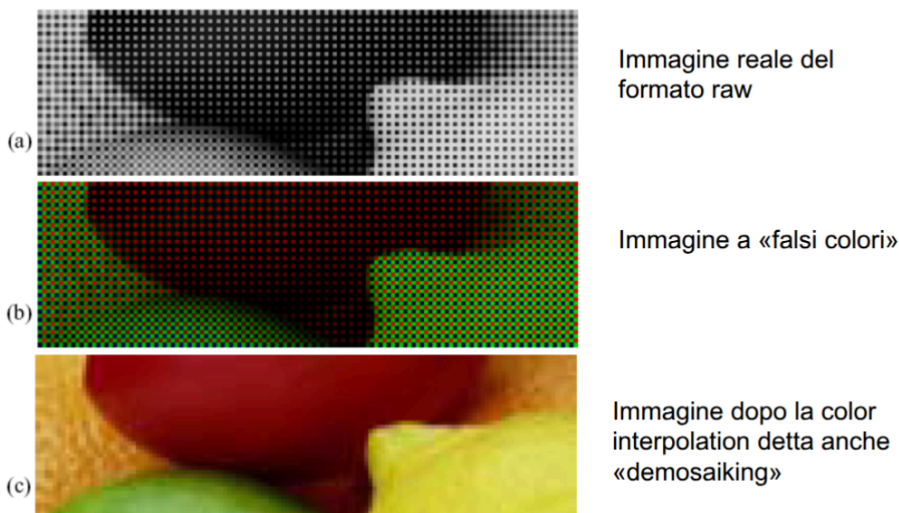 (a)
Immagine reale del
formato raw
(b)
Immagine a «falsi colori»
(c)
Immagine dopo la color
interpolation detta anche
«demosaiking»